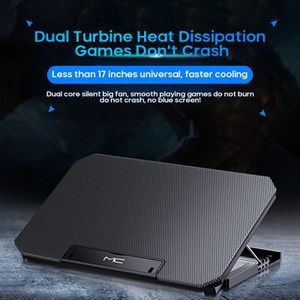 Dual Turbine Heat Dissipation
Games Don't Crash
Less than 17 inches universal, faster cooling
Dual core silent big fan, smooth playing games do not burn
do not crash, no blue screen!
MC